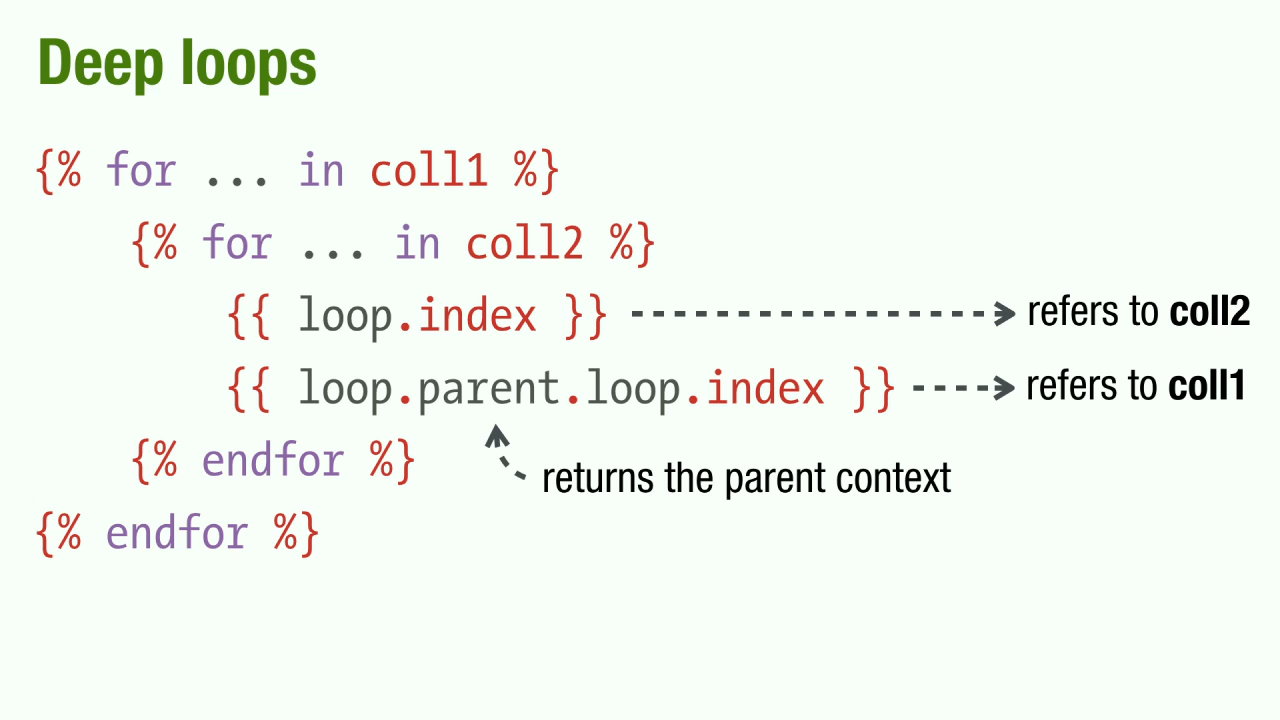 Deep loops
{% for ... in coll1 %}
{% for ... in coll2 %}
{{ loop.index }} refers to coll2
{{ loop.parent.loop.index }} refers to coll1
{% endfor %}
returns the parent context
{% endfor %}